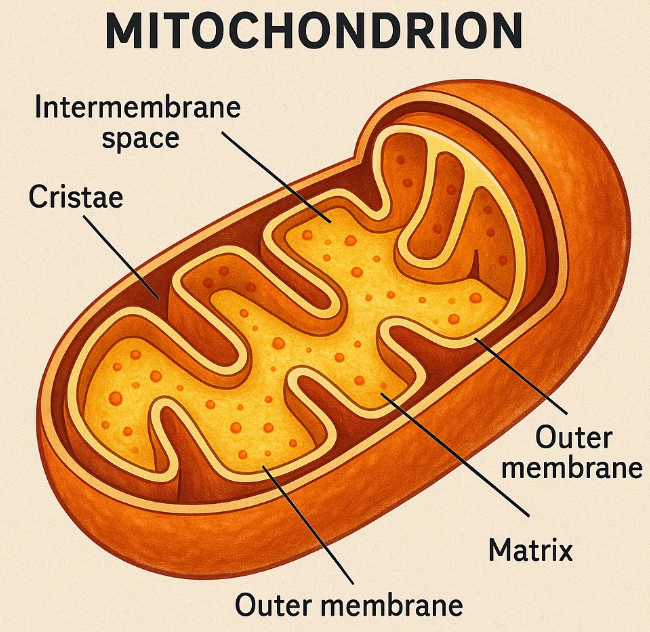 MITOCHONDRION
Intermembrane
space
Cristae
Outer
membrane
Matrix
Outer membrane